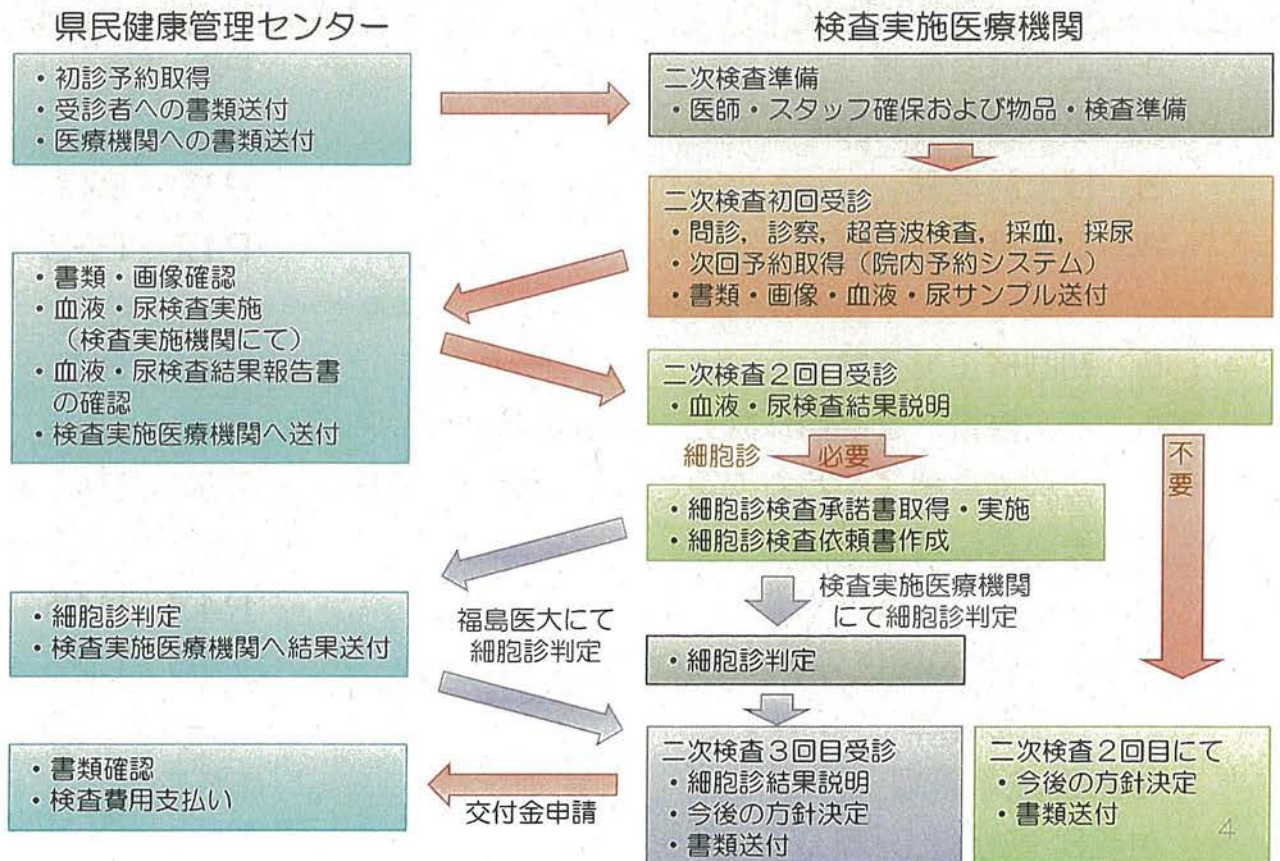 県民健康管理センター
検査実施医療機関
・初診予約取得
・受診者への書類送付
・医療機関への書類送付
二次検査準備
・医師・スタッフ確保および物品・検査準備
二次検査初回受診
・問診，診察，超音波検査，採血，採尿
・次回予約取得（院内予約システム）
・書類・画像・血液・尿サンプル送付
・書類・画像確認
・血液・尿検査実施
（検査実施機関にて）
・血液・尿検査結果報告書
の確認
・検査実施医療機関へ送付
二次検査２回目受診
・血液・尿検査結果説明
細胞診
必要
不要
・細胞診検査承諾書取得・実施
・細胞診検査依頼書作成
検査実施医療機関
にて細胞診判定
福島医大にて
細胞診判定
・細胞診判定
・検査実施医療機関へ結果送付
・細胞診判定
二次検査３回目受診
・細胞診結果説明
・今後の方針決定
・書類送付
二次検査２回目にて
・今後の方針決定
・書類送付
交付金申請
・書類確認
・検査費用支払い
4